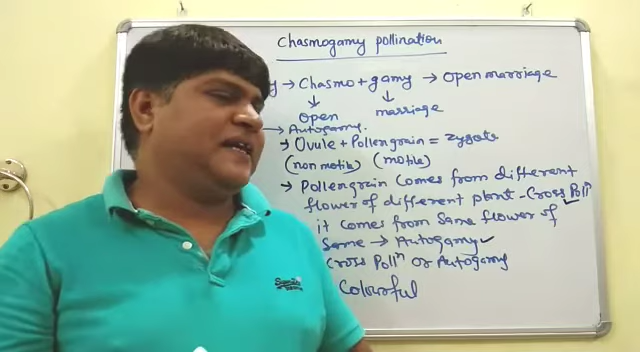 Chasmogamy pollination
y → Chasmo + gamy → Open marriage
↓ ↓
Open marriage
→ Autogamy.
→ Ovule + Pollengrain = zygote
(non motile) (motile)
→ Pollengrain Comes from different
flower of different plant - Cross Pollⁿ
it comes from Same flower of
Same → Autogamy ✓
Cross Pollⁿ or Autogamy
Colourful